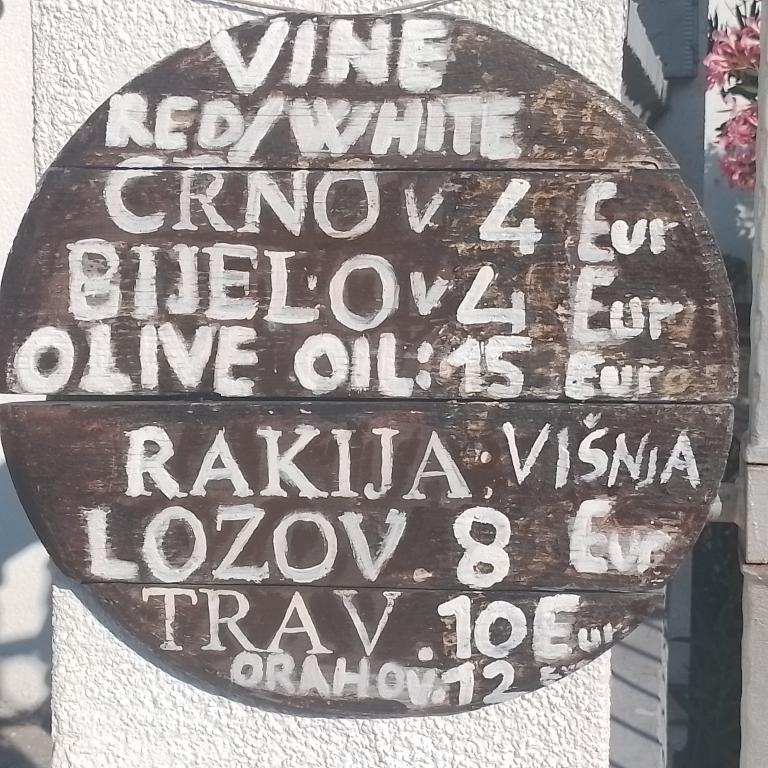 VINE
RED/WHITE
CRNO v 4 Eur
BIJELO v 4 Eur
OLIVE OIL: 15 Eur
RAKIJA: VIŠNJA
LOZOV. 8 Eur
TRAV. 10 Eur
ORAHOV. 12 Eur